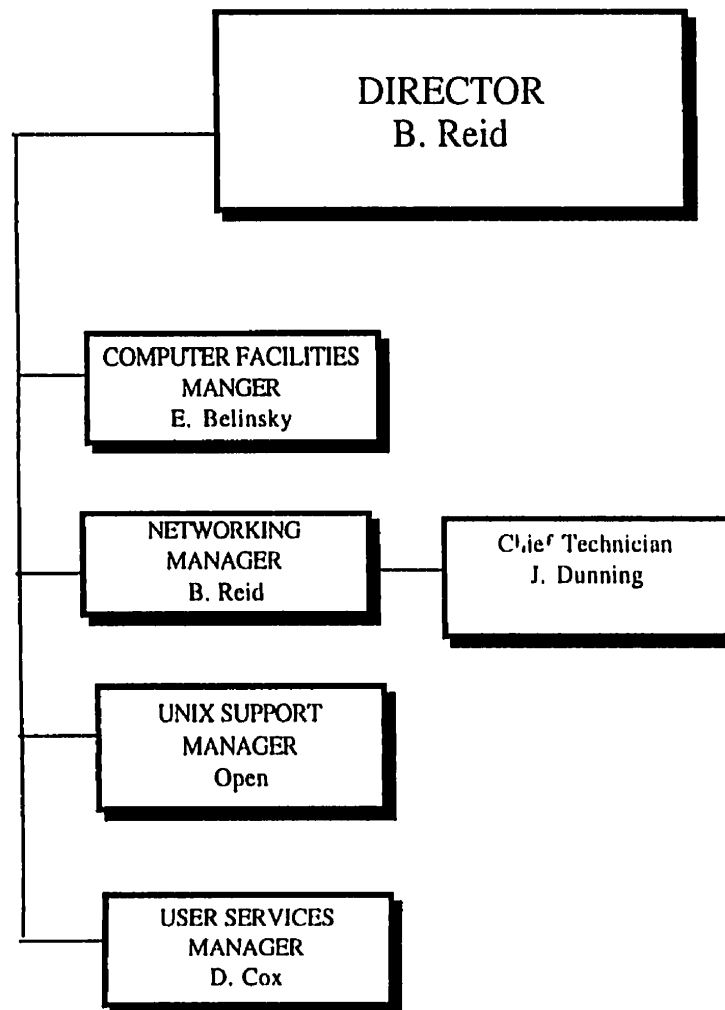 DIRECTOR
B. Reid
COMPUTER FACILITIES
MANGER
E. Belinsky
NETWORKING
MANAGER
B. Reid
Chief Technician
J. Dunning
UNIX SUPPORT
MANAGER
Open
USER SERVICES
MANAGER
D. Cox